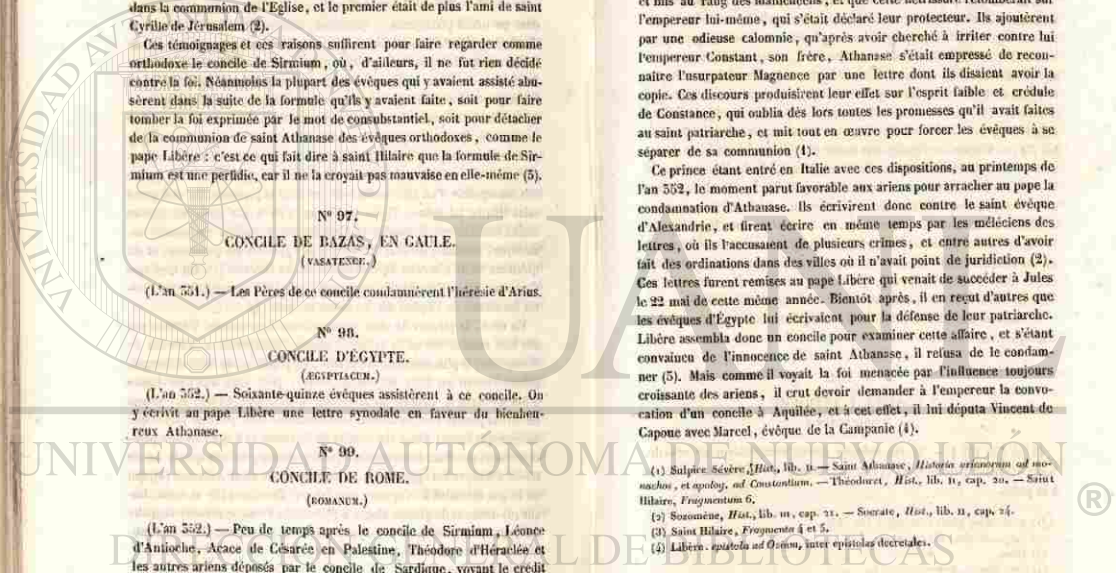 dans la communion de l'Eglise, et le premier était de plus l'ami de saint
Cyrille de Jérusalem (2).
Ces témoignages et ces raisons suffirent pour faire regarder comme
orthodoxe le concile de Sirmium, où, d'ailleurs, il ne fut rien décidé
contre la foi. Néanmoins la plupart des évêques qui y avaient assisté abu-
sèrent dans la suite de la formule qu'ils y avaient faite, soit pour faire
tomber la foi exprimée par le mot de consubstantiel, soit pour détacher
de la communion de saint Athanase des évêques orthodoxes, comme le
pape Libère : c'est ce qui fait dire à saint Hilaire que la formule de Sir-
mium est une perfidie, car il ne la croyait pas mauvaise en elle-même (3).
N° 97.
CONCILE DE BAZAS, EN GAULE.
(VASATENCE.)
(L'an 351.) — Les Pères de ce concile condamnèrent l'hérésie d'Arius.
N° 98.
CONCILE D'ÉGYPTE.
(ÆGYPTIACUM.)
(L'an 352.) — Soixante-quinze évêques assistèrent à ce concile. On
y écrivit au pape Libère une lettre synodale en faveur du bienheu-
reux Athanase.
N° 99.
CONCILE DE ROME.
(ROMANUM.)
(L'an 352.) — Peu de temps après le concile de Sirmium, Léonce
d'Antioche, Acace de Césarée en Palestine, Théodore d'Héraclée et
les autres ariens déposés par le concile de Sardique, voyant le crédit
et mis au rang des manichéens, et que cette flétrissure retomberait sur
l'empereur lui-même, qui s'était déclaré leur protecteur. Ils ajoutèrent
par une odieuse calomnie, qu'après avoir cherché à irriter contre lui
l'empereur Constant, son frère, Athanase s'était empressé de recon-
naître l'usurpateur Magnence par une lettre dont ils disaient avoir la
copie. Ces discours produisirent leur effet sur l'esprit faible et crédule
de Constance, qui oublia dès lors toutes les promesses qu'il avait faites
au saint patriarche, et mit tout en œuvre pour forcer les évêques à se
séparer de sa communion (1).
Ce prince étant entré en Italie avec ces dispositions, au printemps de
l'an 352, le moment parut favorable aux ariens pour arracher au pape la
condamnation d'Athanase. Ils écrivirent donc contre le saint évêque
d'Alexandrie, et firent écrire en même temps par les méléciens des
lettres, où ils l'accusaient de plusieurs crimes, et entre autres d'avoir
fait des ordinations dans des villes où il n'avait point de juridiction (2).
Ces lettres furent remises au pape Libère qui venait de succéder à Jules
le 22 mai de cette même année. Bientôt après, il en reçut d'autres que
les évêques d'Égypte lui écrivaient pour la défense de leur patriarche.
Libère assembla donc un concile pour examiner cette affaire, et s'étant
convaincu de l'innocence de saint Athanase, il refusa de le condam-
ner (3). Mais comme il voyait la foi menacée par l'influence toujours
croissante des ariens, il crut devoir demander à l'empereur la convo-
cation d'un concile à Aquilée, et à cet effet, il lui députa Vincent de
Capoue avec Marcel, évêque de la Campanie (4).
(1) Sulpice Sévère, Hist., lib. II. — Saint Athanase, Historia arianorum ad mo-
nachos, et apolog. ad Constantium. — Théodoret, Hist., lib. II, cap. 20. — Saint
Hilaire, Fragmentum 6.
(2) Sozomène, Hist., lib. III, cap. 21. — Socrate, Hist., lib. II, cap. 24.
(3) Saint Hilaire, Fragmenta 4 et 5.
(4) Libère, epistola ad Osium, inter epistolas decretales.
UANL
UNIVERSIDAD AUTÓNOMA DE NUEVO LEÓN
®
DIRECCIÓN GENERAL DE BIBLIOTECAS